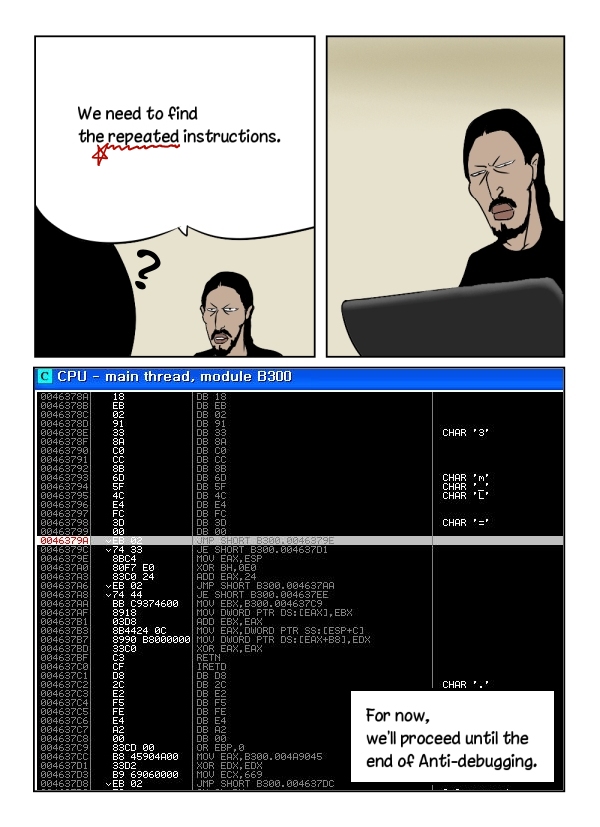 We need to find
the repeated instructions.
?
C CPU - main thread, module B300
0046378A 18 DB 18
0046378B EB DB EB
0046378C 02 DB 02
0046378D 91 DB 91
0046378E 33 DB 33 CHAR '3'
0046378F 8A DB 8A
00463790 C0 DB C0
00463791 CC DB CC
00463792 8B DB 8B
00463793 6D DB 6D CHAR 'm'
00463794 5F DB 5F CHAR '_'
00463795 4C DB 4C CHAR 'L'
00463796 E4 DB E4
00463797 FC DB FC
00463798 3D DB 3D CHAR '='
00463799 00 DB 00
0046379A EB 02 JMP SHORT B300.0046379E
0046379C 74 33 JE SHORT B300.004637D1
0046379E 8BC4 MOV EAX,ESP
004637A0 80F7 E0 XOR BH,0E0
004637A3 83C0 24 ADD EAX,24
004637A6 EB 02 JMP SHORT B300.004637AA
004637A8 74 44 JE SHORT B300.004637EE
004637AA BB C9374600 MOV EBX,B300.004637C9
004637AF 8918 MOV DWORD PTR DS:[EAX],EBX
004637B1 03D8 ADD EBX,EAX
004637B3 8B4424 0C MOV EAX,DWORD PTR SS:[ESP+C]
004637B7 8990 B8000000 MOV DWORD PTR DS:[EAX+B8],EDX
004637BD 33C0 XOR EAX,EAX
004637BF C3 RETN
004637C0 CF IRETD
004637C1 D8 DB D8
004637C2 2C DB 2C CHAR ','
004637C3 E2 DB E2
004637C4 F5 DB F5
004637C5 FE DB FE
004637C6 E4 DB E4
004637C7 A2 DB A2
004637C8 00 DB 00
004637C9 83CD 00 OR EBP,0
004637CC B8 45904A00 MOV EAX,B300.004A9045
004637D1 33D2 XOR EDX,EDX
004637D3 B9 69060000 MOV ECX,669
004637D8 EB 02 JMP SHORT B300.004637DC
For now,
we'll proceed until the
end of Anti-debugging.